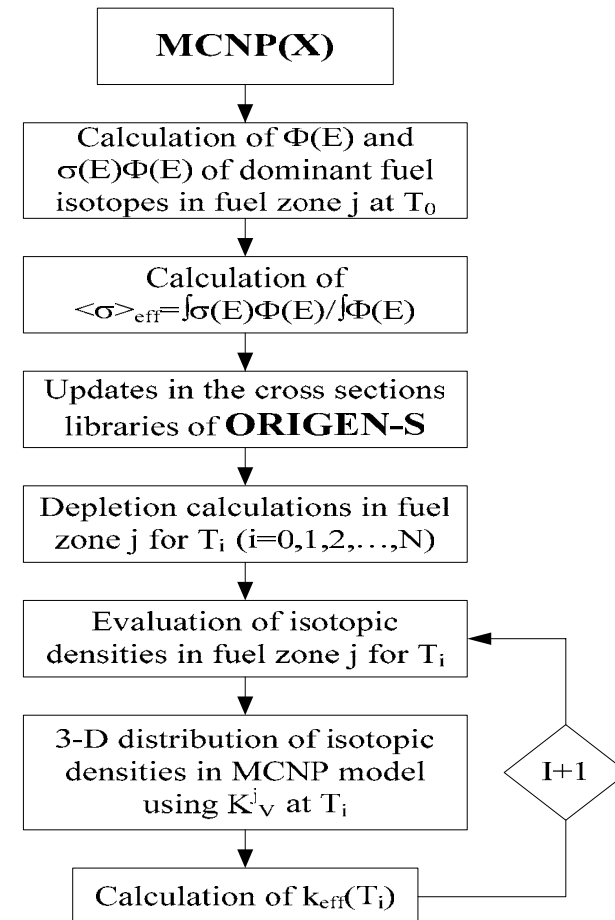 MCNP(X)
Calculation of Φ(E) and
σ(E)Φ(E) of dominant fuel
isotopes in fuel zone j at T₀
Calculation of
<σ>eff=∫σ(E)Φ(E)/∫Φ(E)
Updates in the cross sections
libraries of ORIGEN-S
Depletion calculations in fuel
zone j for Tᵢ (i=0,1,2,…,N)
Evaluation of isotopic
densities in fuel zone j for Tᵢ
3-D distribution of isotopic
densities in MCNP model
using Kʲᵥ at Tᵢ
I+1
Calculation of keff(Tᵢ)